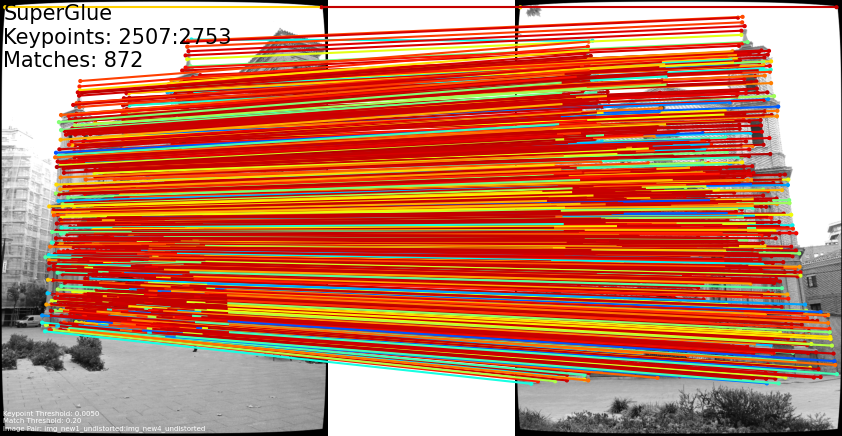 SuperGlue
Keypoints: 2507:2753
Matches: 872
Keypoint Threshold: 0.0050
Match Threshold: 0.20
Image Pair: img_new1_undistorted:img_new4_undistorted